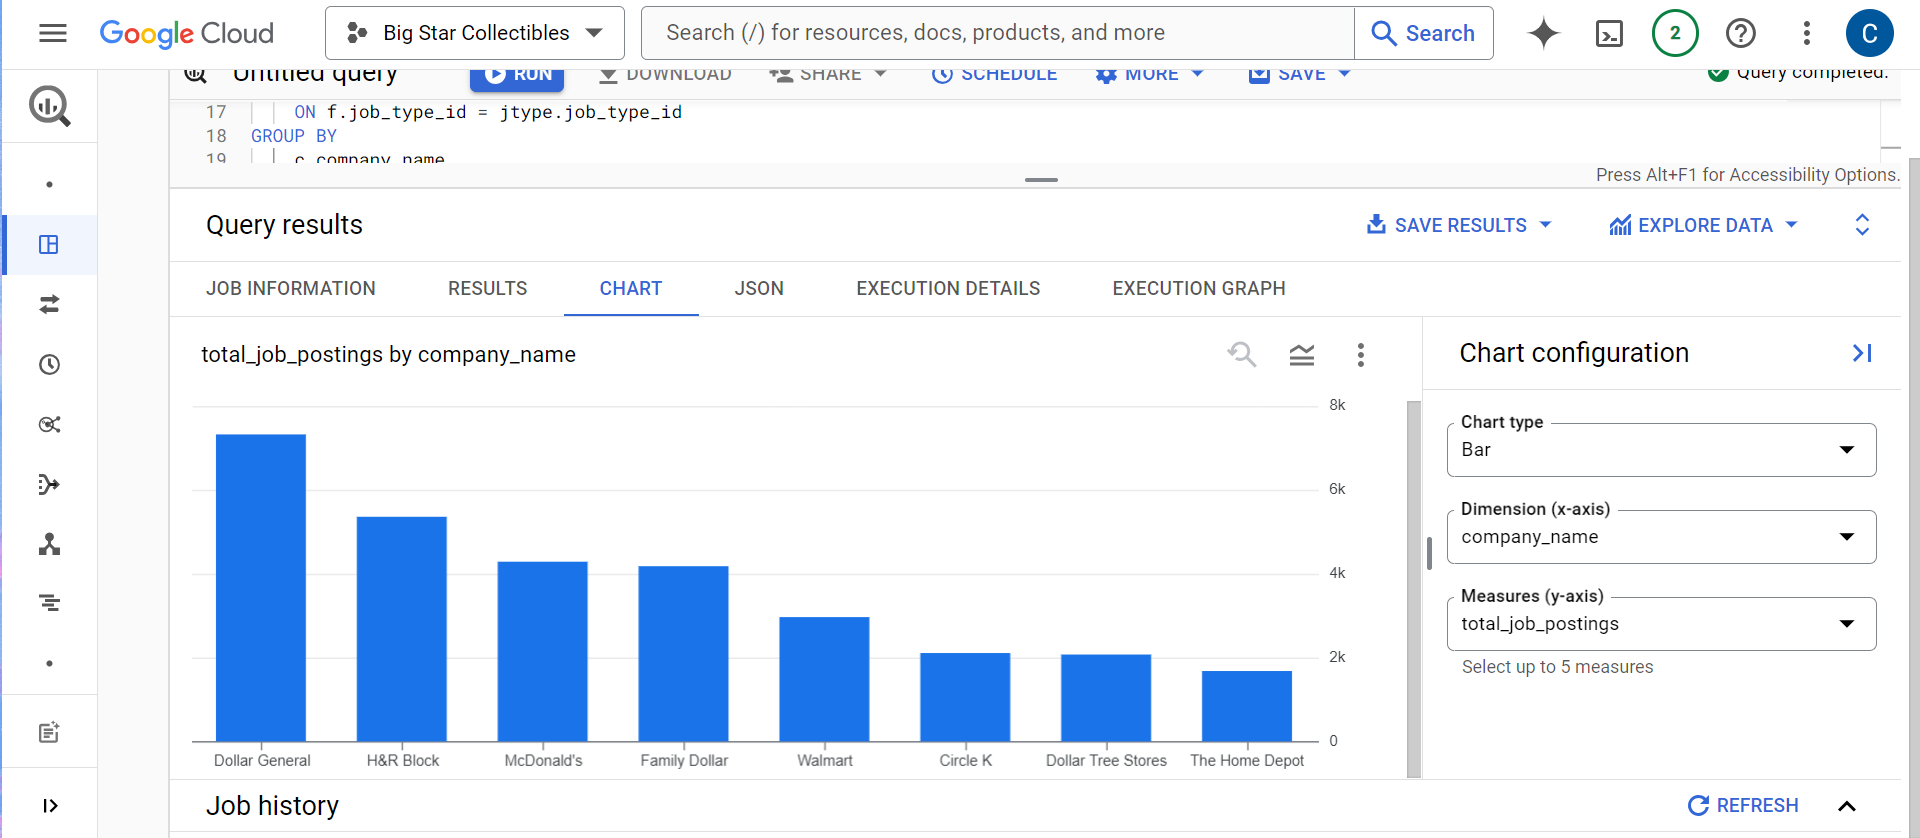 Google Cloud
Big Star Collectibles
Search (/) for resources, docs, products, and more
Search
2
C
Untitled query
RUN
DOWNLOAD
SHARE
SCHEDULE
MORE
SAVE
Query completed.
17 ON f.job_type_id = jtype.job_type_id
18 GROUP BY
19 c.company_name
Press Alt+F1 for Accessibility Options.
Query results
SAVE RESULTS
EXPLORE DATA
JOB INFORMATION
RESULTS
CHART
JSON
EXECUTION DETAILS
EXECUTION GRAPH
total_job_postings by company_name
8k
6k
4k
2k
0
Dollar General
H&R Block
McDonald's
Family Dollar
Walmart
Circle K
Dollar Tree Stores
The Home Depot
Chart configuration
Chart type
Bar
Dimension (x-axis)
company_name
Measures (y-axis)
total_job_postings
Select up to 5 measures
Job history
REFRESH